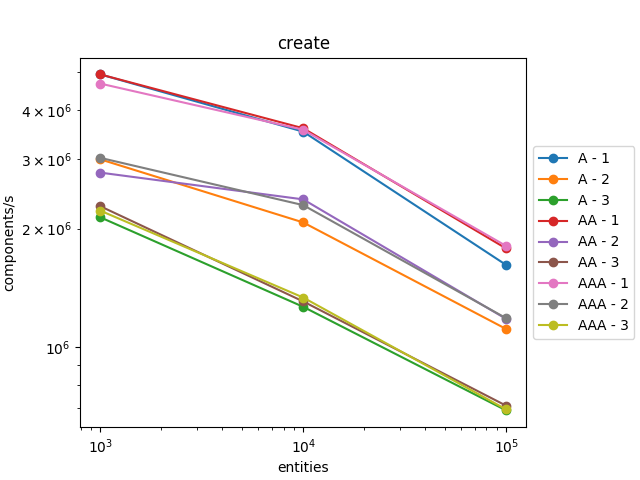 create
components/s
4 × 10⁶
3 × 10⁶
2 × 10⁶
10⁶
10³
10⁴
10⁵
entities
A - 1
A - 2
A - 3
AA - 1
AA - 2
AA - 3
AAA - 1
AAA - 2
AAA - 3